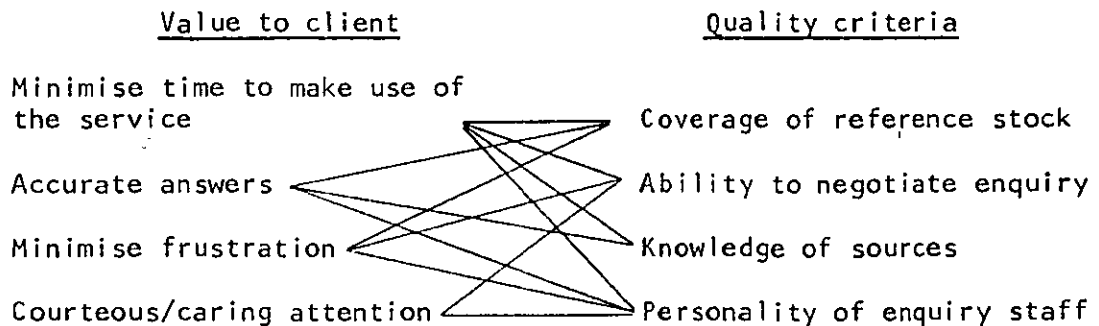 Value to client
Quality criteria
Minimise time to make use of
the service
Coverage of reference stock
Accurate answers
Ability to negotiate enquiry
Minimise frustration
Knowledge of sources
Courteous/caring attention
Personality of enquiry staff